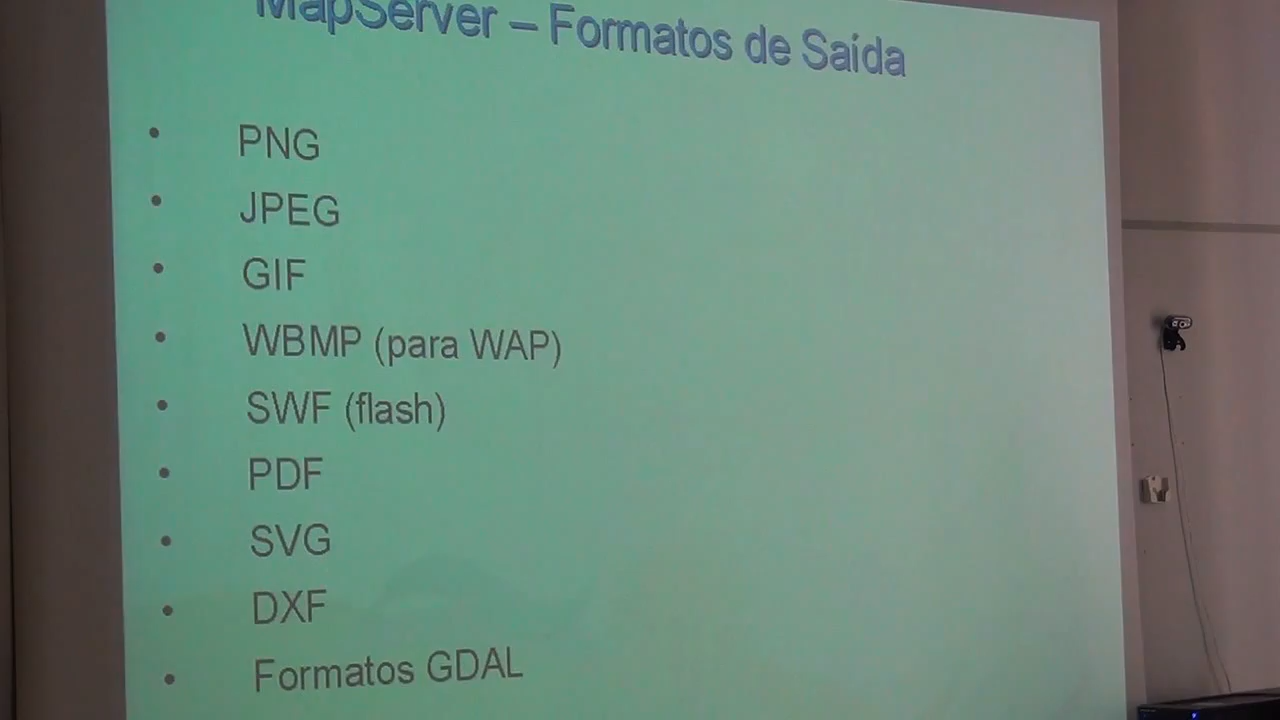 MapServer – Formatos de Saída
• PNG
• JPEG
• GIF
• WBMP (para WAP)
• SWF (flash)
• PDF
• SVG
• DXF
• Formatos GDAL